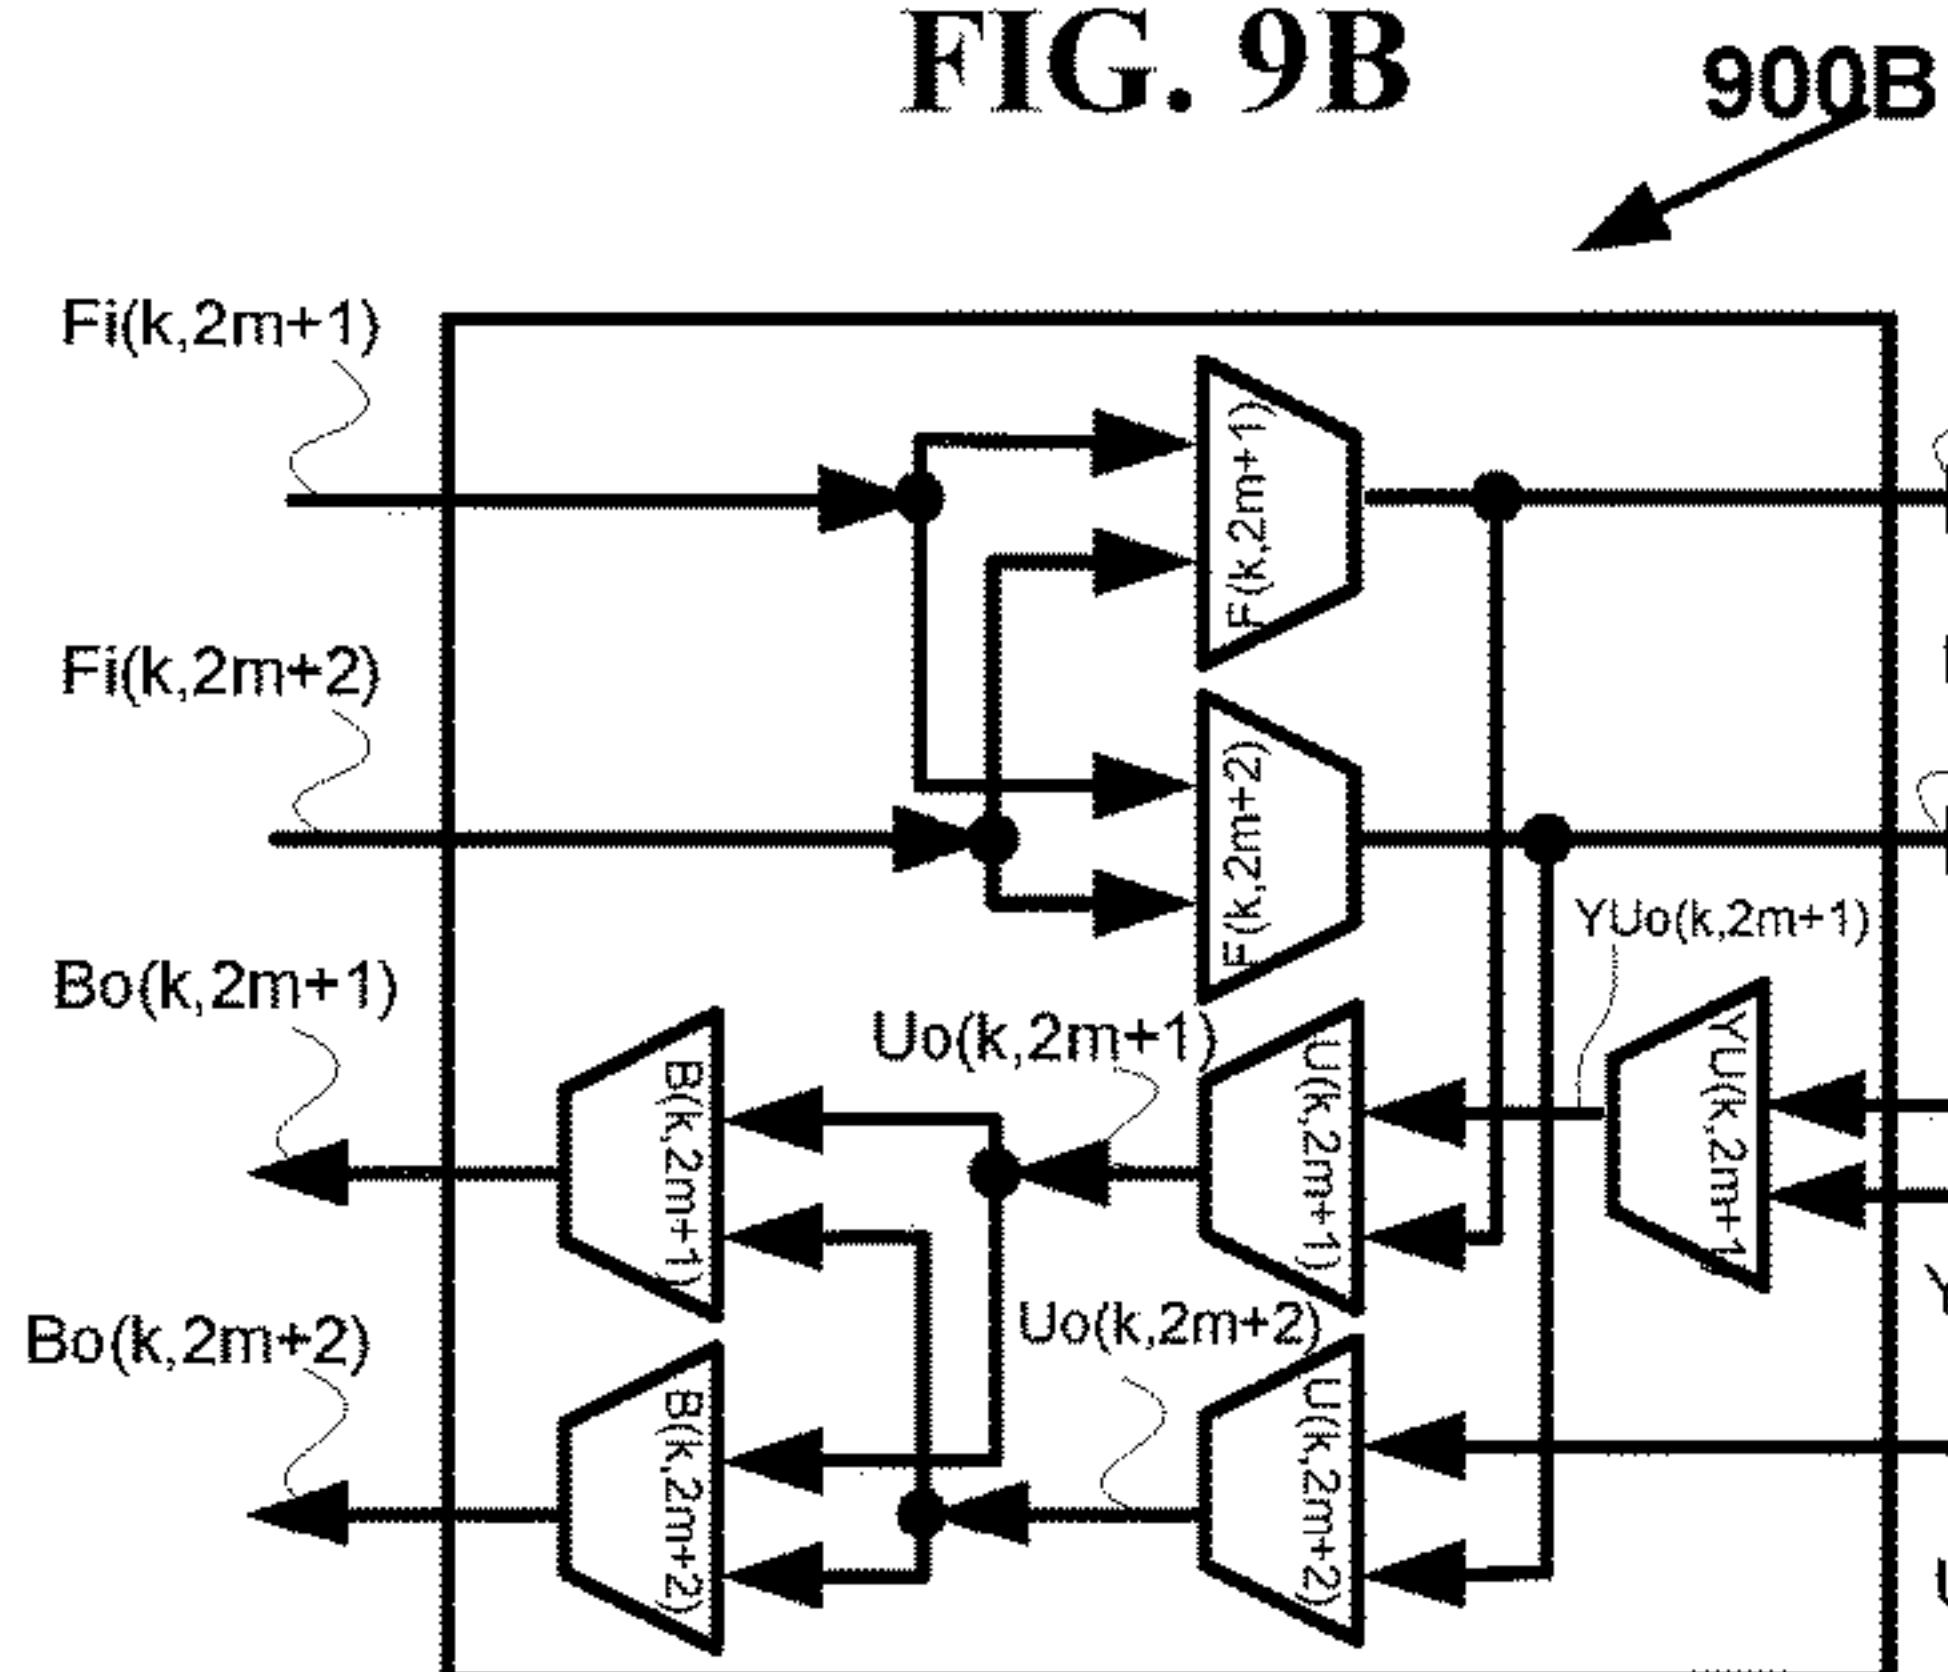 FIG. 9B
900B
Fi(k,2m+1)
F(k,2m+1)
Fi(k,2m+2)
F(k,2m+2)
YUo(k,2m+1)
Bo(k,2m+1)
Uo(k,2m+1)
B(k,2m+1)
U(k,2m+1)
YU(k,2m+1
Bo(k,2m+2)
Uo(k,2m+2)
B(k,2m+2)
U(k,2m+2)